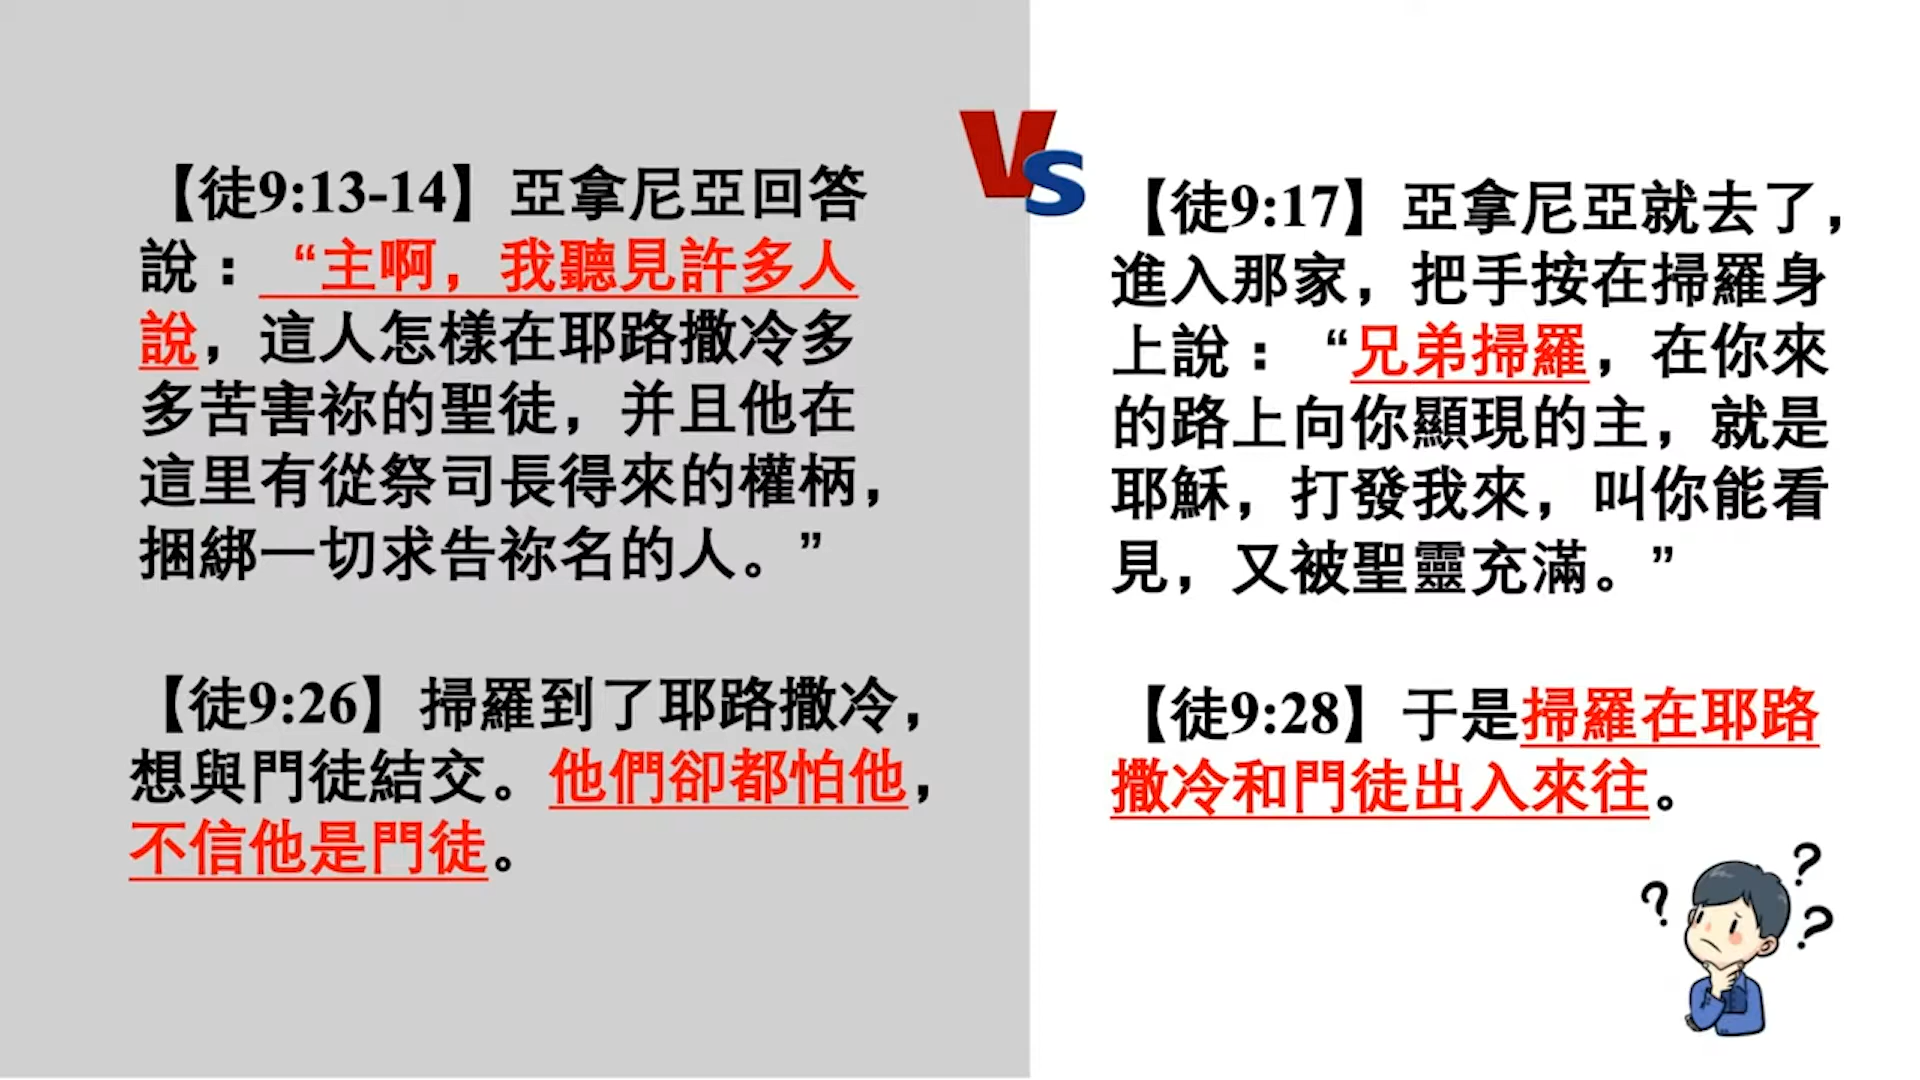 【徒9:13-14】亞拿尼亞回答
說：“主啊，我聽見許多人
說，這人怎樣在耶路撒冷多
多苦害祢的聖徒，并且他在
這里有從祭司長得來的權柄，
捆綁一切求告祢名的人。”
【徒9:26】掃羅到了耶路撒冷，
想與門徒結交。他們卻都怕他，
不信他是門徒。
VS
【徒9:17】亞拿尼亞就去了，
進入那家，把手按在掃羅身
上說：“兄弟掃羅，在你來
的路上向你顯現的主，就是
耶穌，打發我來，叫你能看
見，又被聖靈充滿。”
【徒9:28】于是掃羅在耶路
撒冷和門徒出入來往。
? ? ?